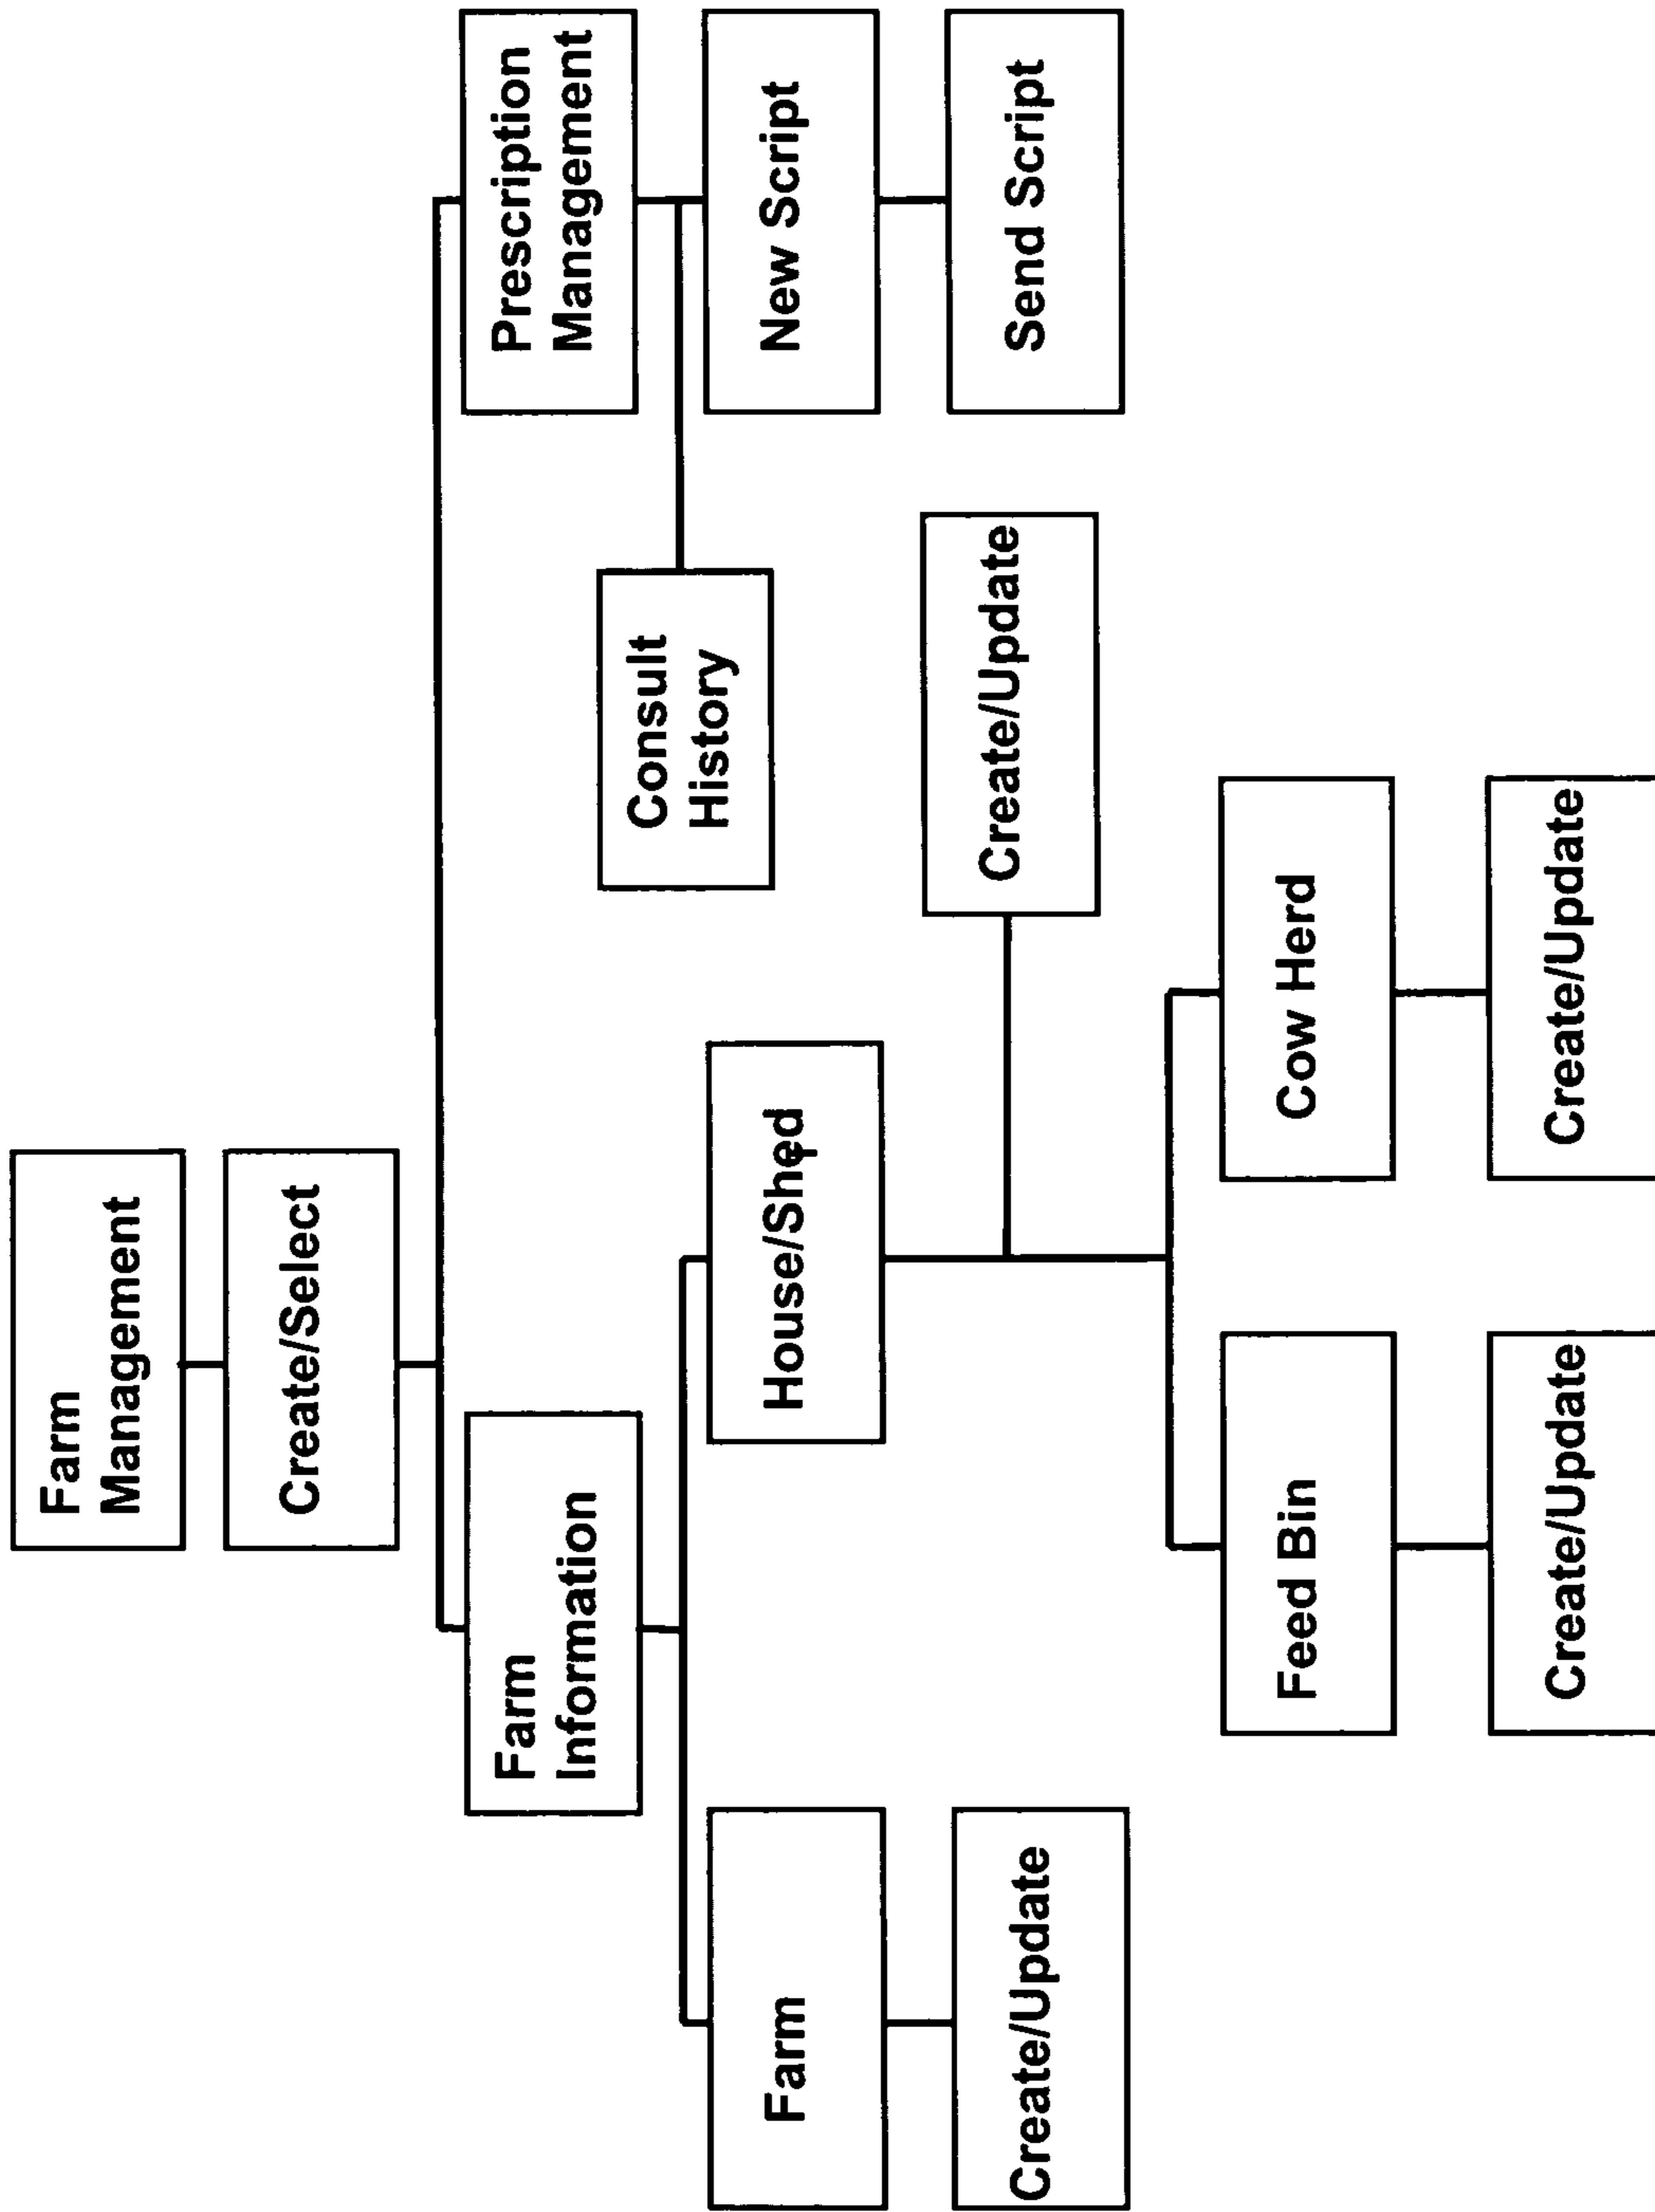 Farm
Management
Create/Select
Farm
Information
Prescription
Management
Consult
History
Farm
House/Shed
New Script
Create/Update
Create/Update
Send Script
Feed Bin
Cow Herd
Create/Update
Create/Update